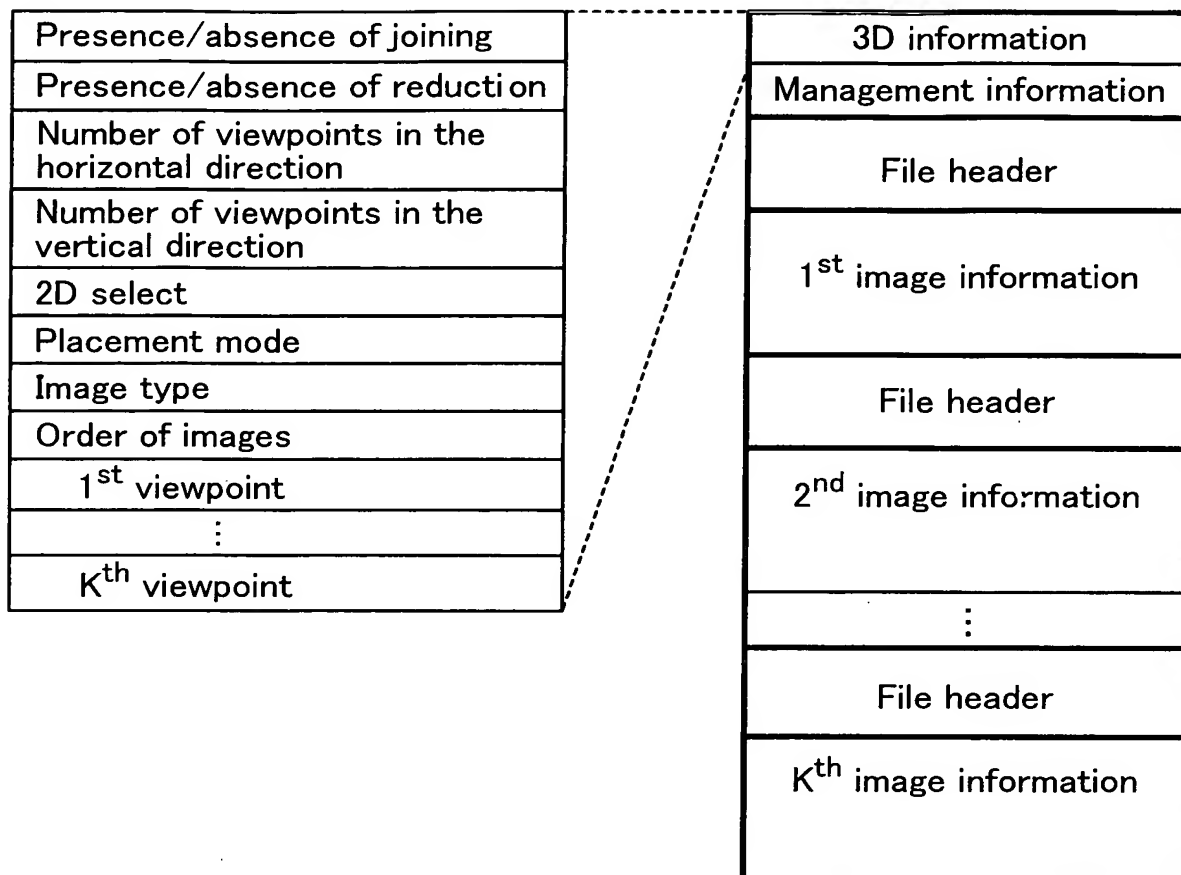 Presence/absence of joining
Presence/absence of reduction
Number of viewpoints in the
horizontal direction
Number of viewpoints in the
vertical direction
2D select
Placement mode
Image type
Order of images
1st viewpoint
⋮
Kth viewpoint
3D information
Management information
File header
1st image information
File header
2nd image information
⋮
File header
Kth image information